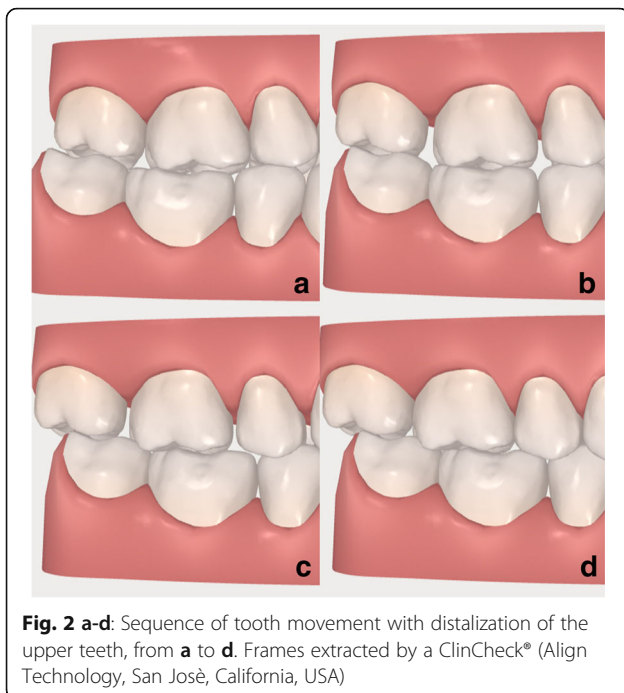 a
b
c
d
Fig. 2 a-d: Sequence of tooth movement with distalization of the
upper teeth, from a to d. Frames extracted by a ClinCheck® (Align
Technology, San Josè, California, USA)